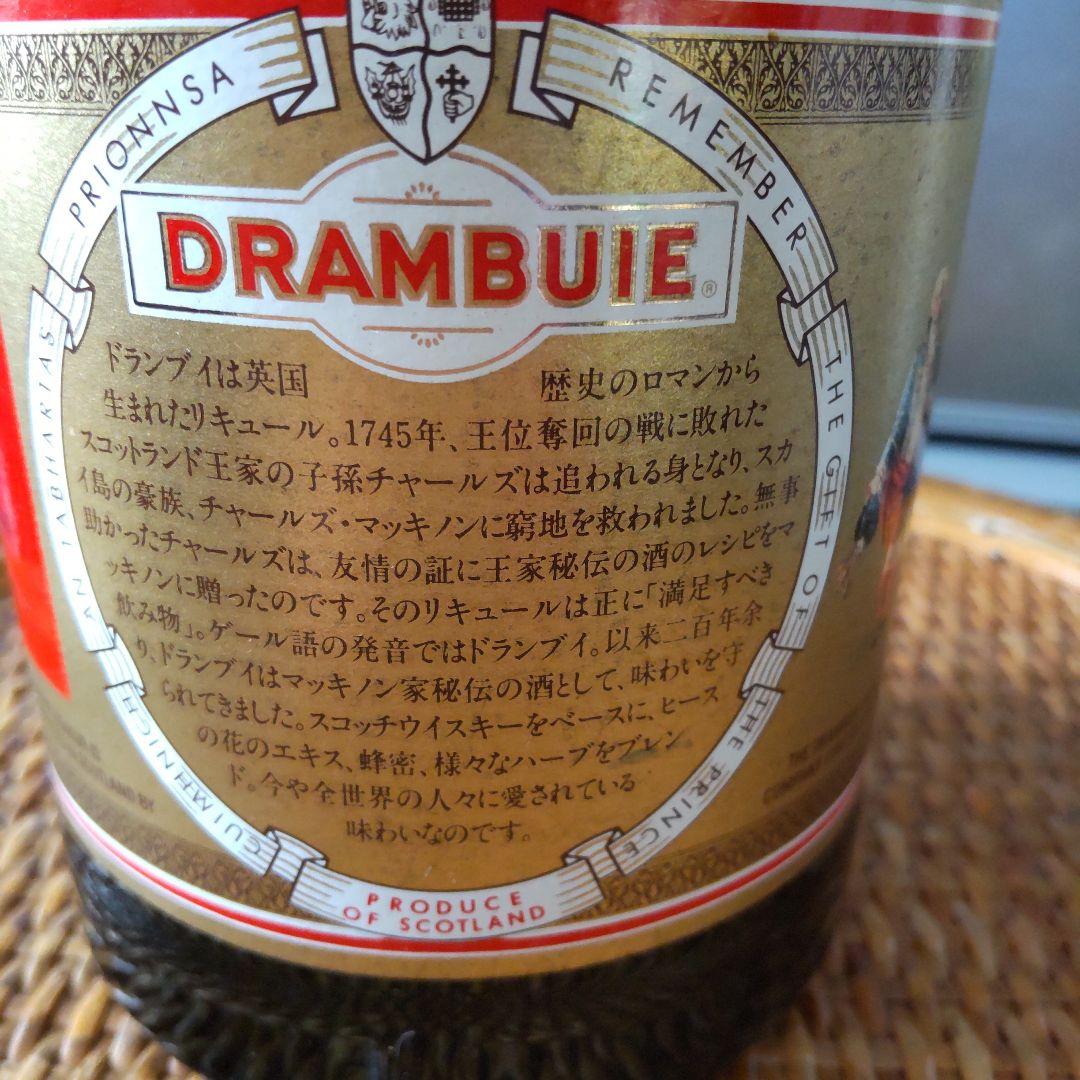 PRIONNSA
REMEMBER
DRAMBUIE®
AN TABHARTAS
THE GIFT OF
ドランブイは英国 歴史のロマンから
生まれたリキュール。1745年、王位奪回の戦に敗れた
スコットランド王家の子孫チャールズは追われる身となり、スカ
イ島の豪族、チャールズ・マッキノンに窮地を救われました。無事
助かったチャールズは、友情の証に王家秘伝の酒のレシピをマ
ッキノンに贈ったのです。そのリキュールは正に「満足すべき
飲み物」。ゲール語の発音ではドランブイ。以来二百年余
り、ドランブイはマッキノン家秘伝の酒として、味わいを守
られてきました。スコッチウイスキーをベースに、ヒース
の花のエキス、蜂蜜、様々なハーブをブレン
ド。今や全世界の人々に愛されている
味わいなのです。
CUIMHNICH
THE PRINCE
PRODUCE
OF SCOTLAND